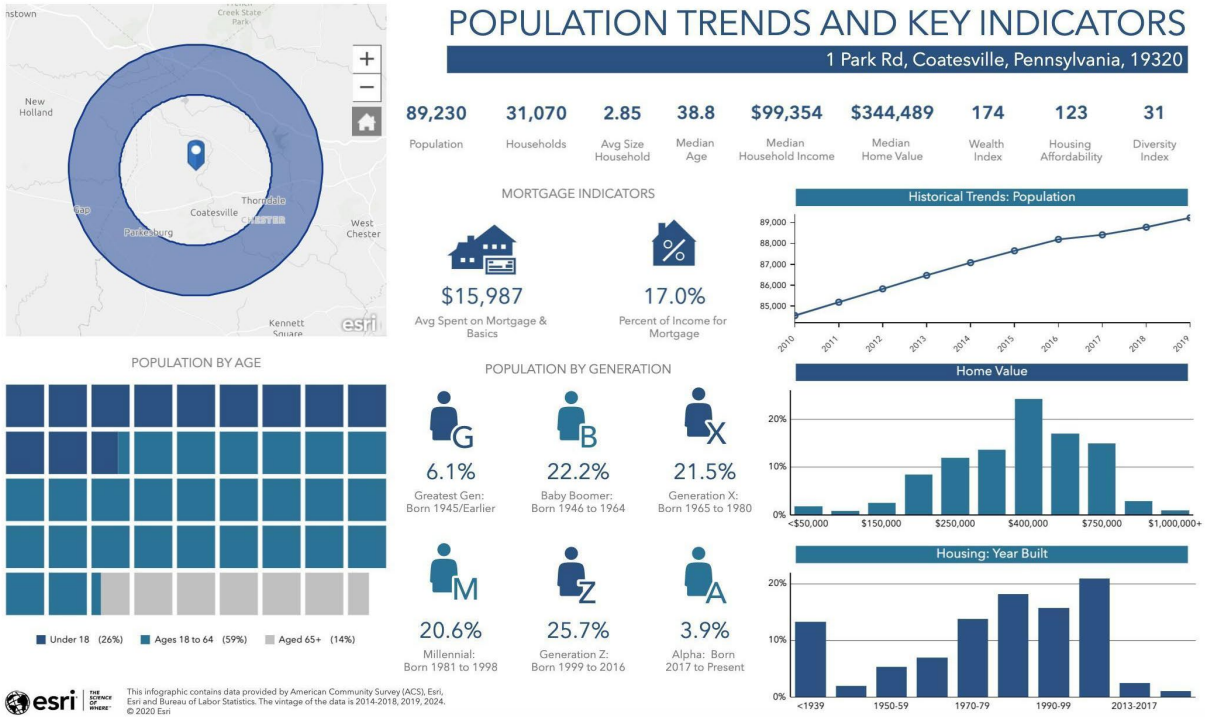 POPULATION TRENDS AND KEY INDICATORS
1 Park Rd, Coatesville, Pennsylvania, 19320
nstown
Creek State
Park
+
−
New
Holland
Gap
Thorndale
Coatesville
CHESTER
Parkesburg
West
Chester
Kennett
Square
esri
89,230
Population
31,070
Households
2.85
Avg Size
Household
38.8
Median
Age
$99,354
Median
Household Income
$344,489
Median
Home Value
174
Wealth
Index
123
Housing
Affordability
31
Diversity
Index
MORTGAGE INDICATORS
$15,987
Avg Spent on Mortgage &
Basics
%
17.0%
Percent of Income for
Mortgage
Historical Trends: Population
89,000
88,000
87,000
86,000
85,000
2010 2011 2012 2013 2014 2015 2016 2017 2018 2019
POPULATION BY AGE
Under 18 (26%) Ages 18 to 64 (59%) Aged 65+ (14%)
POPULATION BY GENERATION
G
6.1%
Greatest Gen:
Born 1945/Earlier
B
22.2%
Baby Boomer:
Born 1946 to 1964
X
21.5%
Generation X:
Born 1965 to 1980
M
20.6%
Millennial:
Born 1981 to 1998
Z
25.7%
Generation Z:
Born 1999 to 2016
A
3.9%
Alpha: Born
2017 to Present
Home Value
20%
10%
0%
<$50,000 $150,000 $250,000 $400,000 $750,000 $1,000,000+
Housing: Year Built
20%
10%
0%
<1939 1950-59 1970-79 1990-99 2013-2017
esri
THE
SCIENCE
OF
WHERE™
This infographic contains data provided by American Community Survey (ACS), Esri,
Esri and Bureau of Labor Statistics. The vintage of the data is 2014-2018, 2019, 2024.
© 2020 Esri